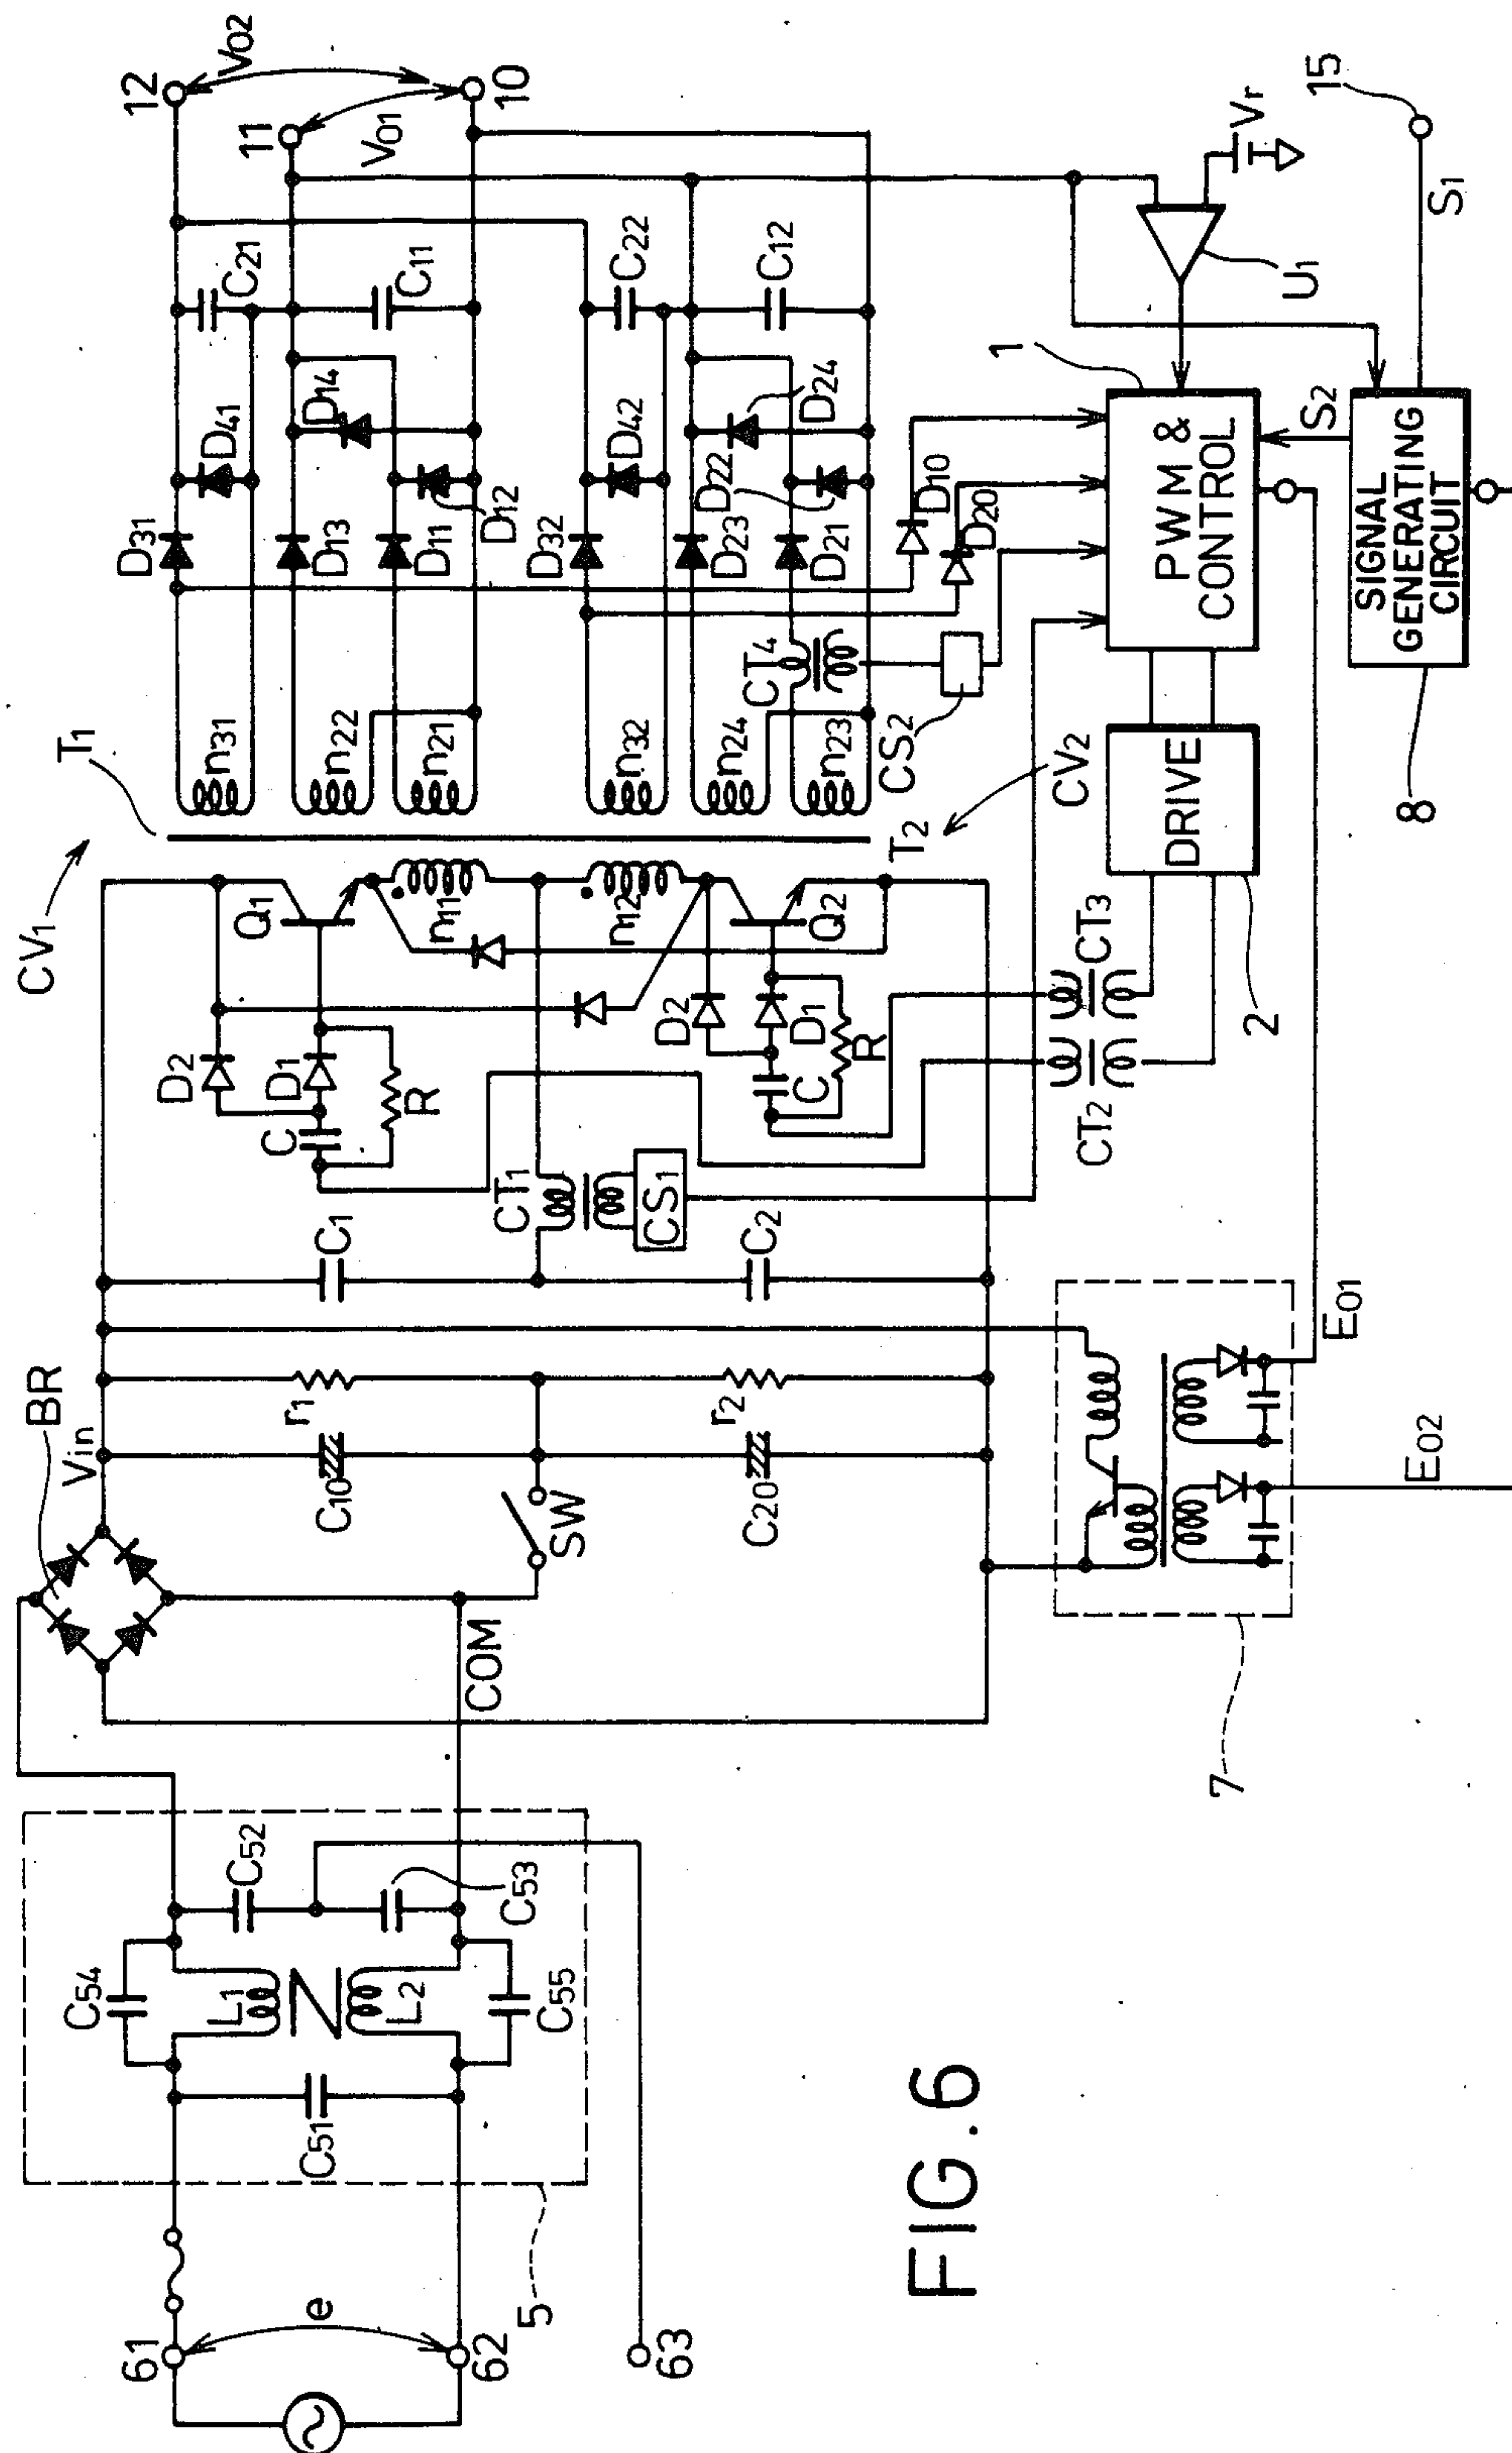 61
e
62
63
5
C51
C54
L1
N
L2
C55
C52
C53
COM
BR
Vin
C10
r1
SW
C20
r2
C1
CT1
CS1
C2
D2
D1
C
R
Q1
n11
n12
D2
D1
C
R
Q2
CV1
T1
T2
CV2
n31
n22
n21
n32
n24
n23
CT4
CS2
D31
D13
D11
D41
D14
D12
D32
D23
D21
D42
D22
D24
D10
D20
C21
C11
C22
C12
12
11
10
V02
V01
Vr
U1
1
PWM &
CONTROL
S2
S1
15
SIGNAL
GENERATING
CIRCUIT
8
DRIVE
2
CT3
CT2
E01
E02
7
FIG.6